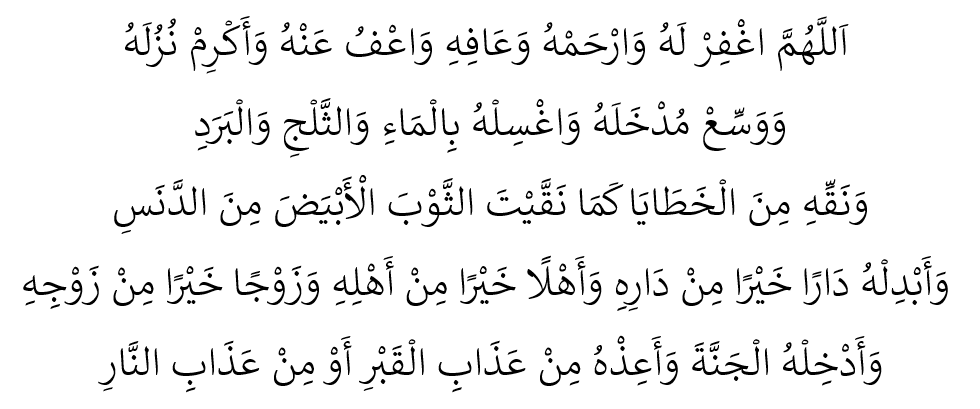 اَللَّهُمَّ اغْفِرْ لَهُ وَارْحَمْهُ وَعَافِهِ وَاعْفُ عَنْهُ وَأَكْرِمْ نُزُلَهُ
وَوَسِّعْ مُدْخَلَهُ وَاغْسِلْهُ بِالْمَاءِ وَالثَّلْجِ وَالْبَرَدِ
وَنَقِّهِ مِنَ الْخَطَايَا كَمَا نَقَّيْتَ الثَّوْبَ الْأَبْيَضَ مِنَ الدَّنَسِ
وَأَبْدِلْهُ دَارًا خَيْرًا مِنْ دَارِهِ وَأَهْلًا خَيْرًا مِنْ أَهْلِهِ وَزَوْجًا خَيْرًا مِنْ زَوْجِهِ
وَأَدْخِلْهُ الْجَنَّةَ وَأَعِذْهُ مِنْ عَذَابِ الْقَبْرِ أَوْ مِنْ عَذَابِ النَّارِ